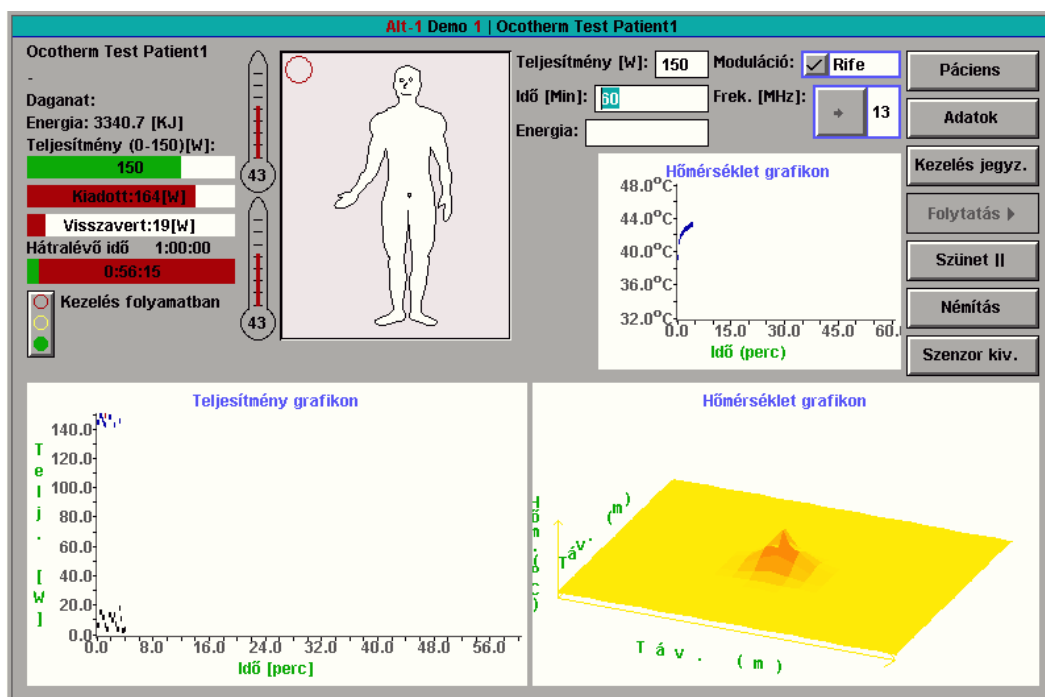 Alt-1 Demo 1 | Ocotherm Test Patient1
Ocotherm Test Patient1
-
Daganat:
Energia: 3340.7 [KJ]
Teljesítmény (0-150)[W]:
150
Kiadott:164[W]
Visszavert:19[W]
Hátralévő idő 1:00:00
0:56:15
Kezelés folyamatban
43
43
Teljesítmény [W]: 150 Moduláció: Rife
Idő [Min]: 60 Frek. [MHz]: 13
Energia:
Hőmérséklet grafikon
48.0°C
44.0°C
40.0°C
36.0°C
32.0°C
0.0 15.0 30.0 45.0 60.
Idő (perc)
Páciens
Adatok
Kezelés jegyz.
Folytatás
Szünet II
Némítás
Szenzor kiv.
Teljesítmény grafikon
140.0
120.0
100.0
80.0
60.0
40.0
20.0
0.0
Telj. [W]
0.0 8.0 16.0 24.0 32.0 40.0 48.0 56.0
Idő [perc]
Hőmérséklet grafikon
Hőm.(°C)
Táv. (m)
Táv. (m)